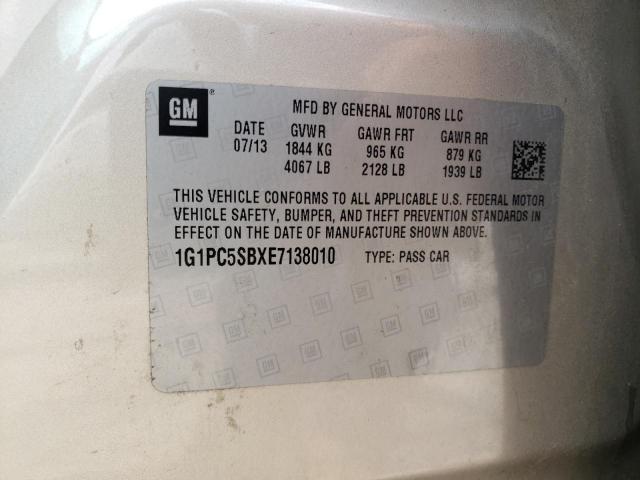 GM ® MFD BY GENERAL MOTORS LLC
DATE GVWR GAWR FRT GAWR RR
07/13 1844 KG 965 KG 879 KG
4067 LB 2128 LB 1939 LB
THIS VEHICLE CONFORMS TO ALL APPLICABLE U.S. FEDERAL MOTOR
VEHICLE SAFETY, BUMPER, AND THEFT PREVENTION STANDARDS IN
EFFECT ON THE DATE OF MANUFACTURE SHOWN ABOVE.
1G1PC5SBXE7138010 TYPE: PASS CAR